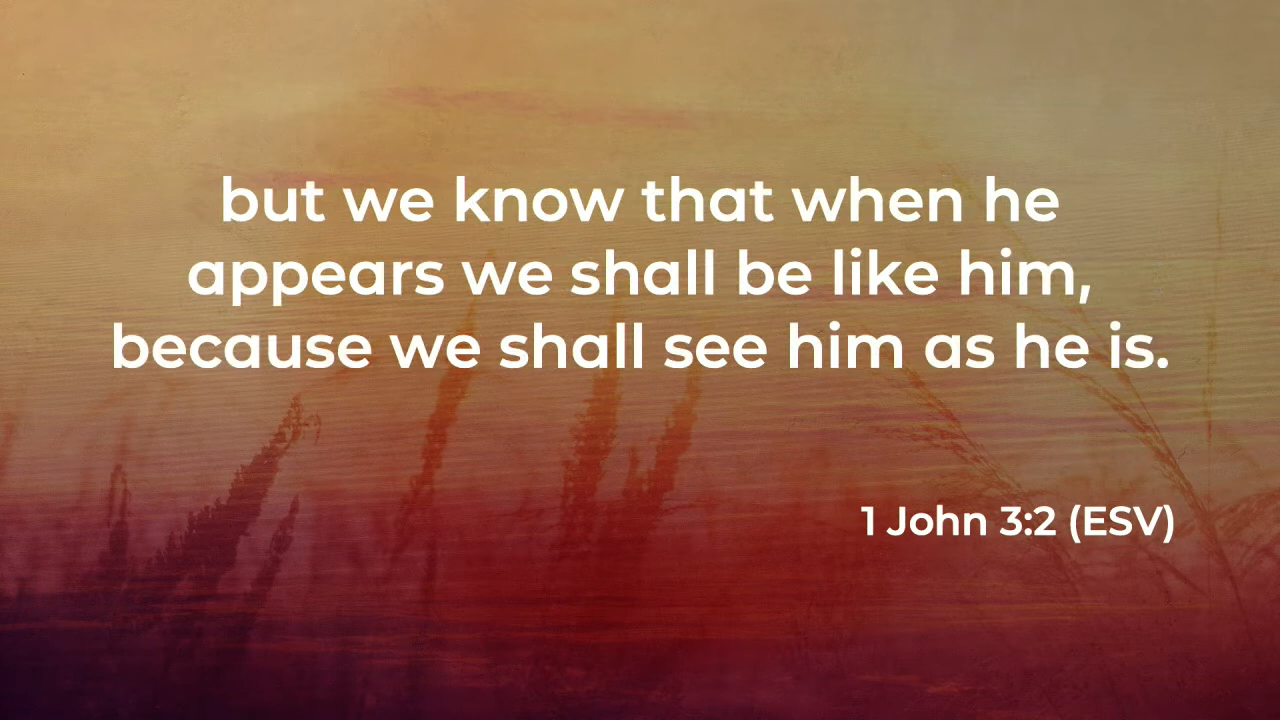 but we know that when he
appears we shall be like him,
because we shall see him as he is.
1 John 3:2 (ESV)